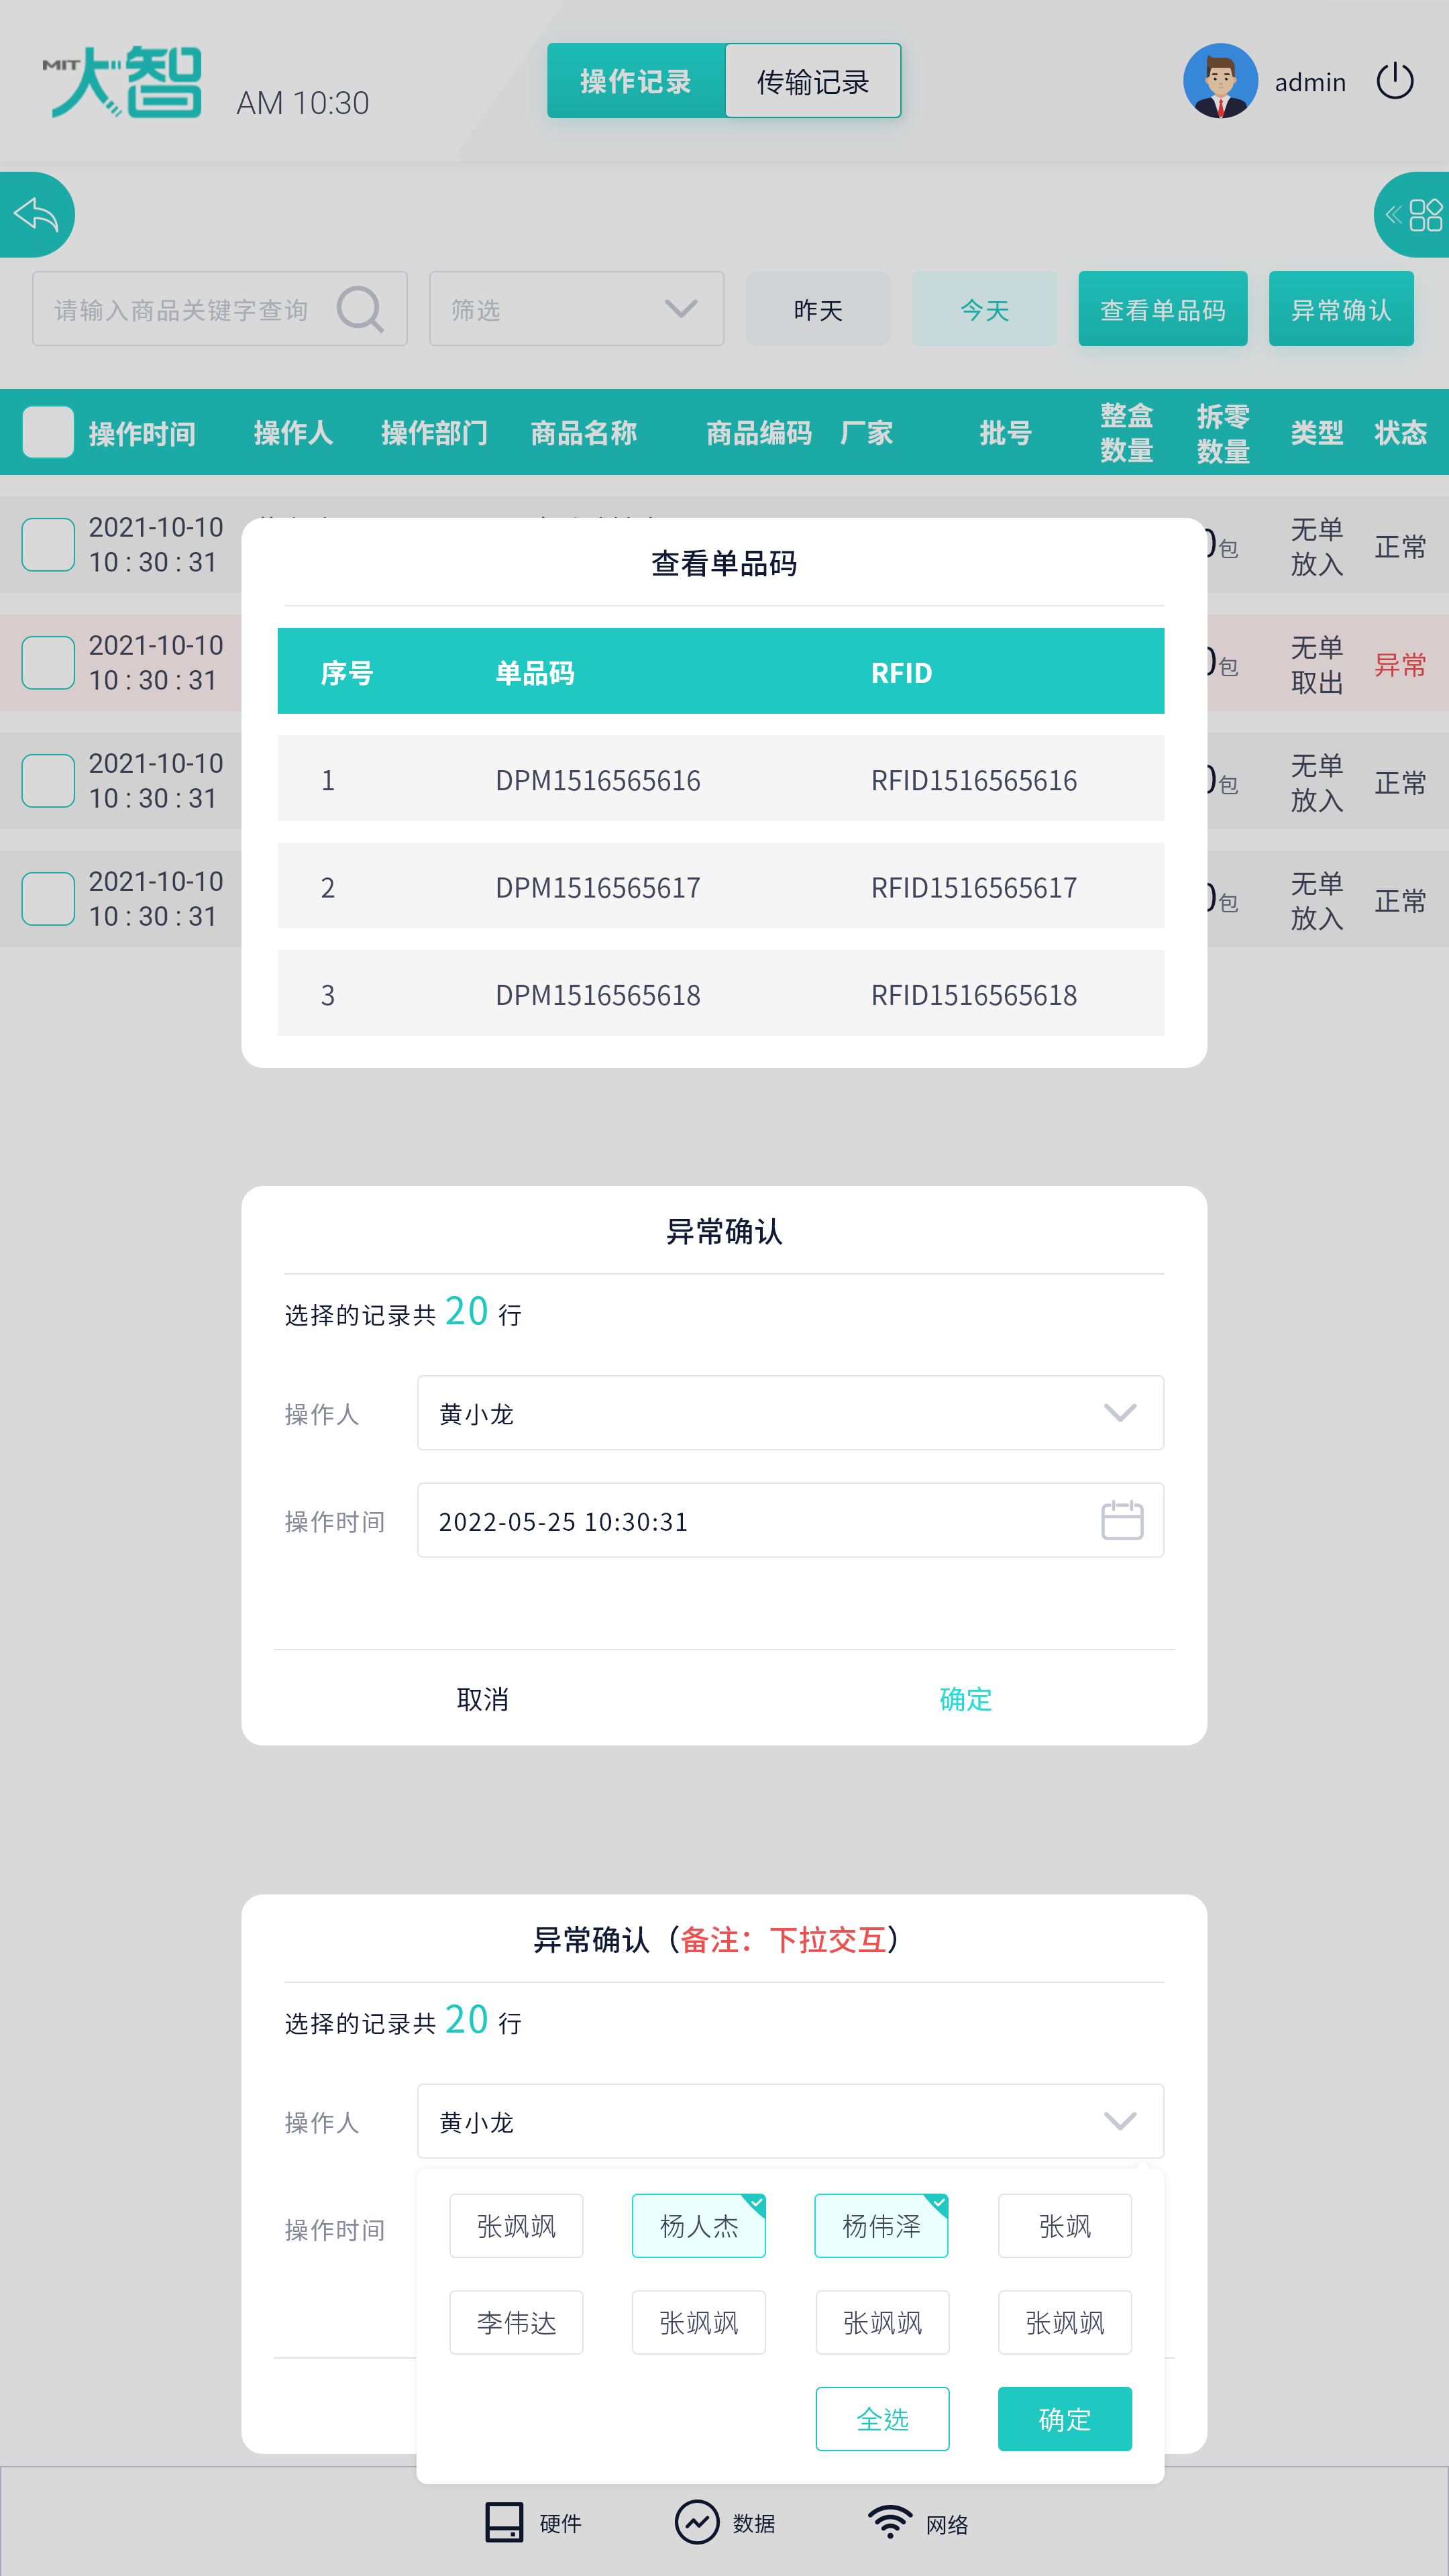 MIT大智
AM 10:30
操作记录
传输记录
admin
请输入商品关键字查询
筛选
昨天
今天
查看单品码
异常确认
操作时间 操作人 操作部门 商品名称 商品编码 厂家 批号 整盒数量 拆零数量 类型 状态
2021-10-10
10 : 30 : 31
包
无单
放入
正常
2021-10-10
10 : 30 : 31
包
无单
取出
异常
2021-10-10
10 : 30 : 31
包
无单
放入
正常
2021-10-10
10 : 30 : 31
包
无单
放入
正常
查看单品码
序号 单品码 RFID
1 DPM1516565616 RFID1516565616
2 DPM1516565617 RFID1516565617
3 DPM1516565618 RFID1516565618
异常确认
选择的记录共 20 行
操作人 黄小龙
操作时间 2022-05-25 10:30:31
取消 确定
异常确认（备注：下拉交互）
选择的记录共 20 行
操作人 黄小龙
操作时间
张飒飒 杨人杰 杨伟泽 张飒
李伟达 张飒飒 张飒飒 张飒飒
全选 确定
硬件 数据 网络